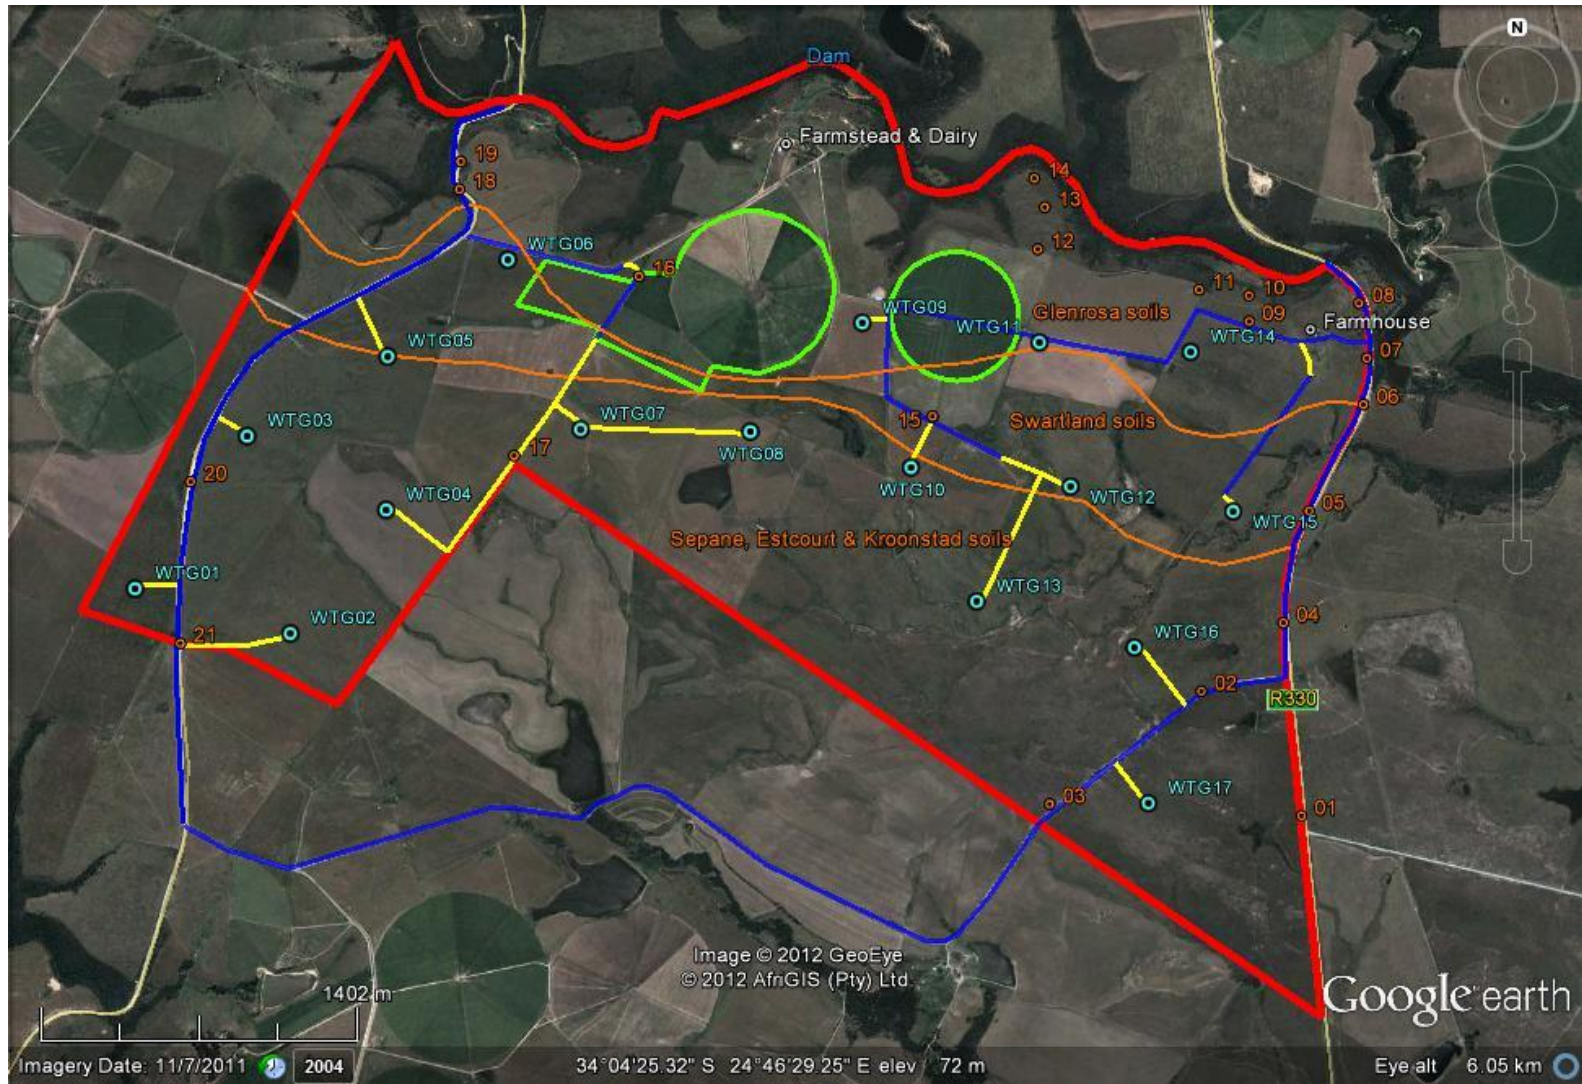 N
Dam
Farmstead & Dairy
19
18
14
13
12
WTG06
16
11
10
08
WTG09
Glenrosa soils
09
Farmhouse
WTG11
WTG05
WTG14
07
06
15
Swartland soils
WTG03
WTG07
17
WTG08
20
WTG10
WTG12
WTG04
05
WTG15
Sepane, Estcourt & Kroonstad soils
WTG01
WTG13
WTG02
04
21
WTG16
02
R330
03
WTG17
01
Image © 2012 GeoEye
© 2012 AfriGIS (Pty) Ltd
1402 m
Google earth
Imagery Date: 11/7/2011 2004 34°04'25.32" S 24°46'29.25" E elev 72 m Eye alt 6.05 km